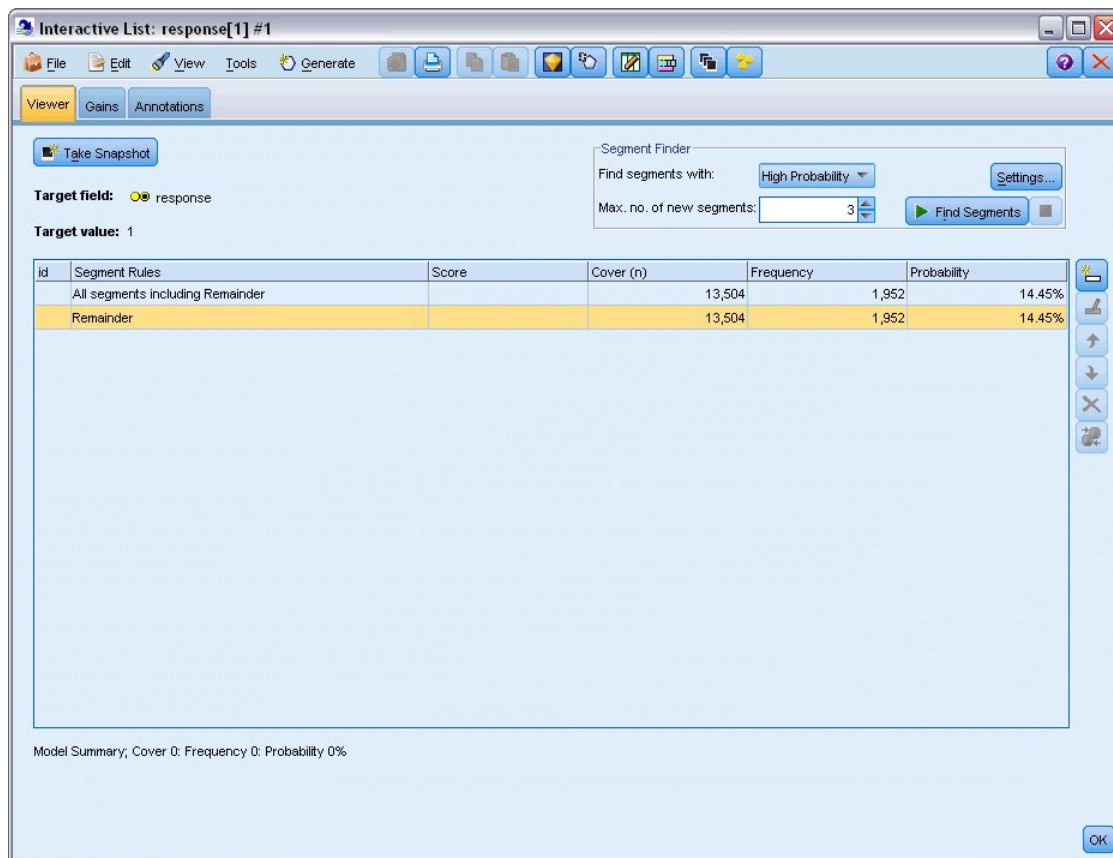 Interactive List: response[1] #1
File Edit View Tools Generate
Viewer Gains Annotations
Take Snapshot
Segment Finder
Find segments with: High Probability Settings...
Target field: response
Max. no. of new segments: 3 Find Segments
Target value: 1
id Segment Rules Score Cover (n) Frequency Probability
All segments including Remainder 13,504 1,952 14.45%
Remainder 13,504 1,952 14.45%
Model Summary; Cover 0: Frequency 0: Probability 0%
OK